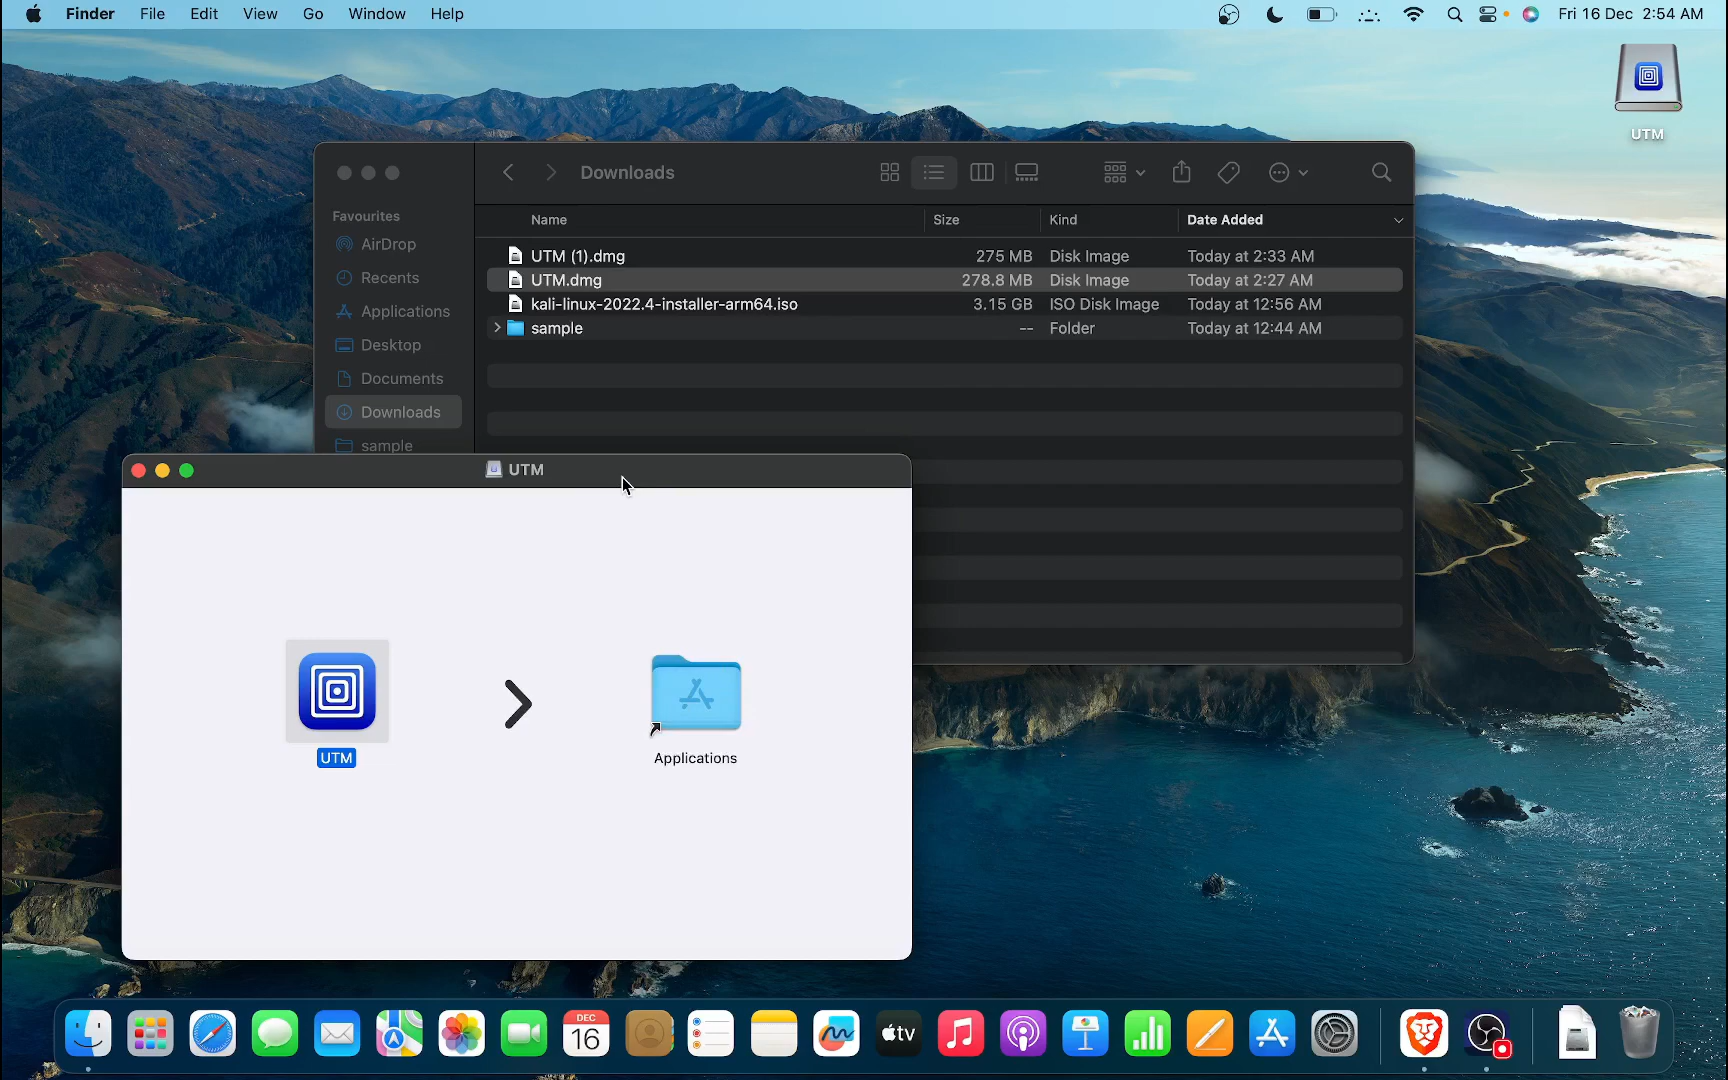 Finder File Edit View Go Window Help Fri 16 Dec 2:54 AM
UTM
Downloads
Favourites
AirDrop
Recents
Applications
Desktop
Documents
Downloads
sample
Name Size Kind Date Added
UTM (1).dmg 275 MB Disk Image Today at 2:33 AM
UTM.dmg 278.8 MB Disk Image Today at 2:27 AM
kali-linux-2022.4-installer-arm64.iso 3.15 GB ISO Disk Image Today at 12:56 AM
sample -- Folder Today at 12:44 AM
UTM
UTM
Applications
DEC
16
tv